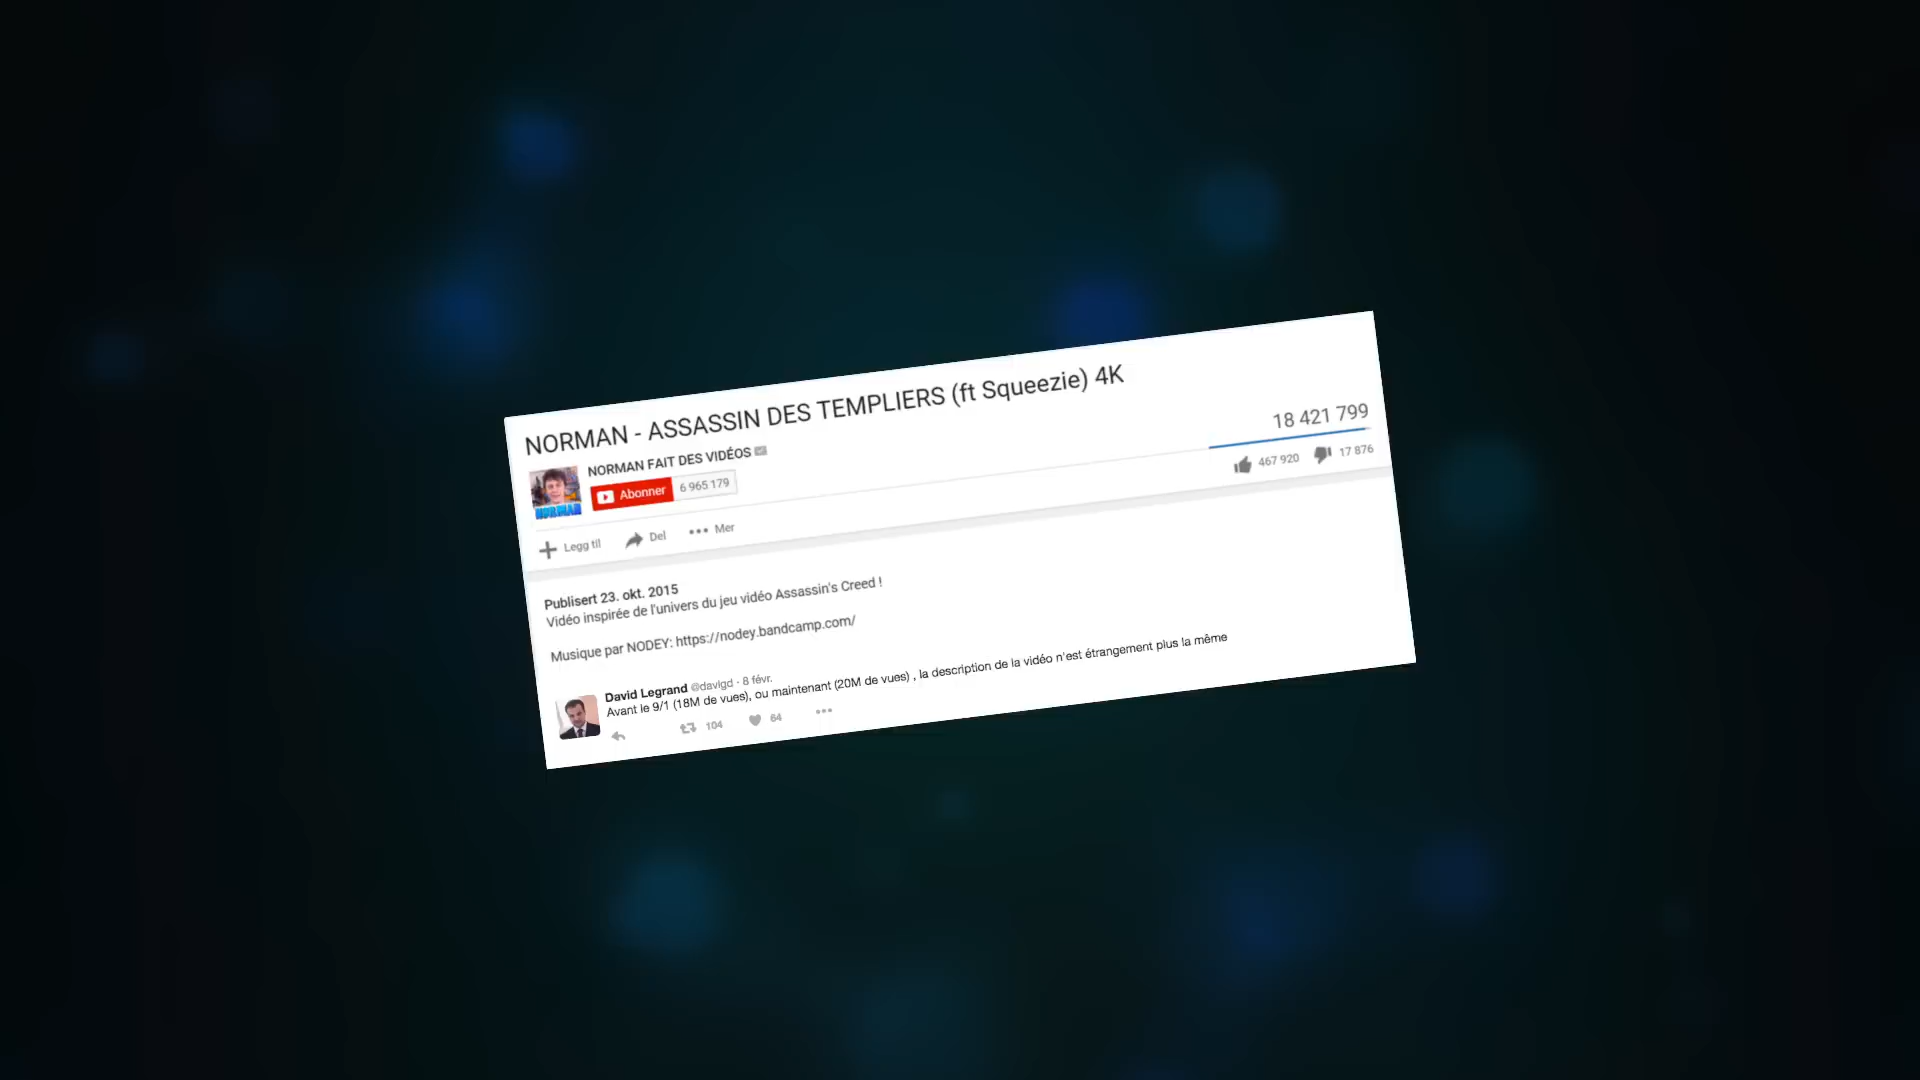 NORMAN - ASSASSIN DES TEMPLIERS (ft Squeezie) 4K
NORMAN FAIT DES VIDÉOS
Abonner 6 965 179
18 421 799
467 920 17 876
NORMAN
Legg til Del Mer
Publisert 23. okt. 2015
Vidéo inspirée de l'univers du jeu vidéo Assassin's Creed !
Musique par NODEY: https://nodey.bandcamp.com/
David Legrand @davigd · 8 févr.
Avant le 9/1 (18M de vues), ou maintenant (20M de vues) , la description de la vidéo n'est étrangement plus la même
104 64